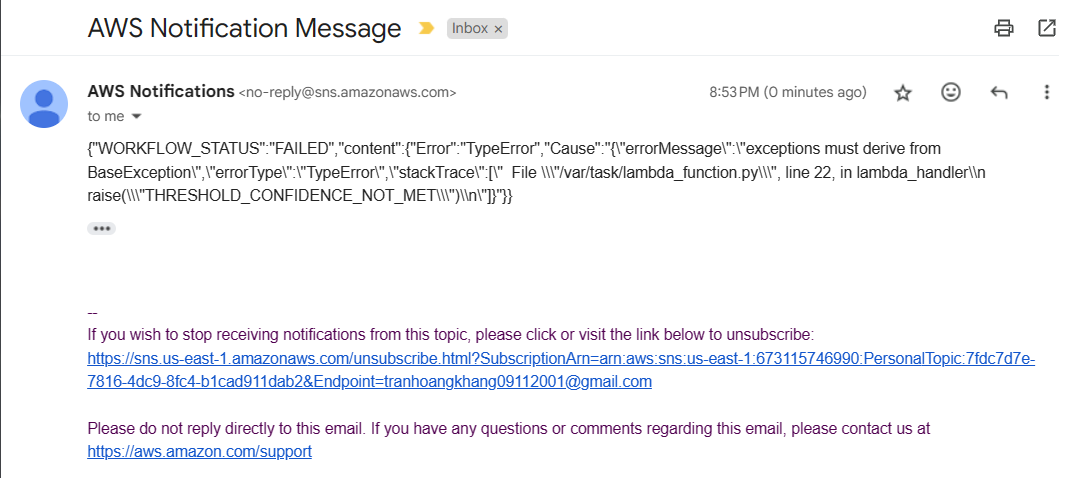 AWS Notification Message Inbox ×
AWS Notifications <no-reply@sns.amazonaws.com> 8:53 PM (0 minutes ago)
to me
{"WORKFLOW_STATUS":"FAILED","content":{"Error":"TypeError","Cause":"{\"errorMessage\":\"exceptions must derive from
BaseException\",\"errorType\":\"TypeError\",\"stackTrace\":[\"  File \\\"/var/task/lambda_function.py\\\", line 22, in lambda_handler\\n
raise(\\\"THRESHOLD_CONFIDENCE_NOT_MET\\\")\\n\"]}"}}
--
If you wish to stop receiving notifications from this topic, please click or visit the link below to unsubscribe:
https://sns.us-east-1.amazonaws.com/unsubscribe.html?SubscriptionArn=arn:aws:sns:us-east-1:673115746990:PersonalTopic:7fdc7d7e-
7816-4dc9-8fc4-b1cad911dab2&Endpoint=tranhoangkhang09112001@gmail.com
Please do not reply directly to this email. If you have any questions or comments regarding this email, please contact us at
https://aws.amazon.com/support